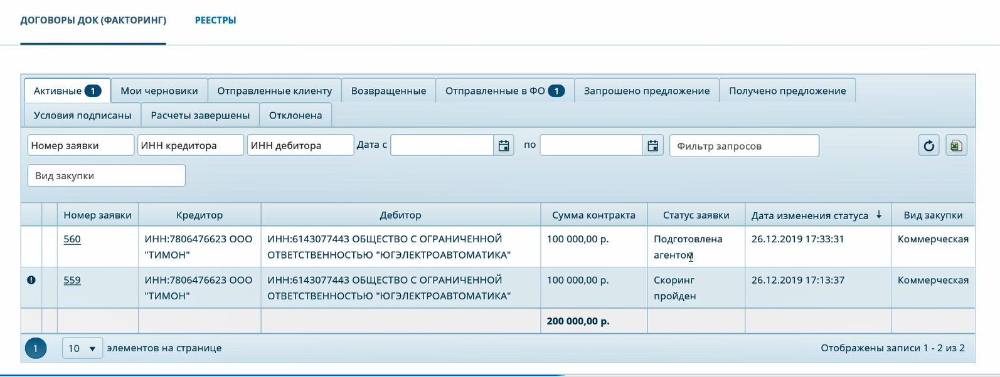 ДОГОВОРЫ ДОК (ФАКТОРИНГ) РЕЕСТРЫ
Активные 1 Мои черновики Отправленные клиенту Возвращенные Отправленные в ФО 1 Запрошено предложение Получено предложение
Условия подписаны Расчеты завершены Отклонена
Номер заявки ИНН кредитора ИНН дебитора Дата с по Фильтр запросов
Вид закупки
Номер заявки Кредитор Дебитор Сумма контракта Статус заявки Дата изменения статуса ↓ Вид закупки
560 ИНН:7806476623 ООО ИНН:6143077443 ОБЩЕСТВО С ОГРАНИЧЕННОЙ 100 000,00 р. Подготовлена 26.12.2019 17:33:31 Коммерческая
"ТИМОН" ОТВЕТСТВЕННОСТЬЮ "ЮГЭЛЕКТРОАВТОМАТИКА" агентом
559 ИНН:7806476623 ООО ИНН:6143077443 ОБЩЕСТВО С ОГРАНИЧЕННОЙ 100 000,00 р. Скоринг 26.12.2019 17:13:37 Коммерческая
"ТИМОН" ОТВЕТСТВЕННОСТЬЮ "ЮГЭЛЕКТРОАВТОМАТИКА" пройден
200 000,00 р.
1 10 элементов на странице Отображены записи 1 - 2 из 2